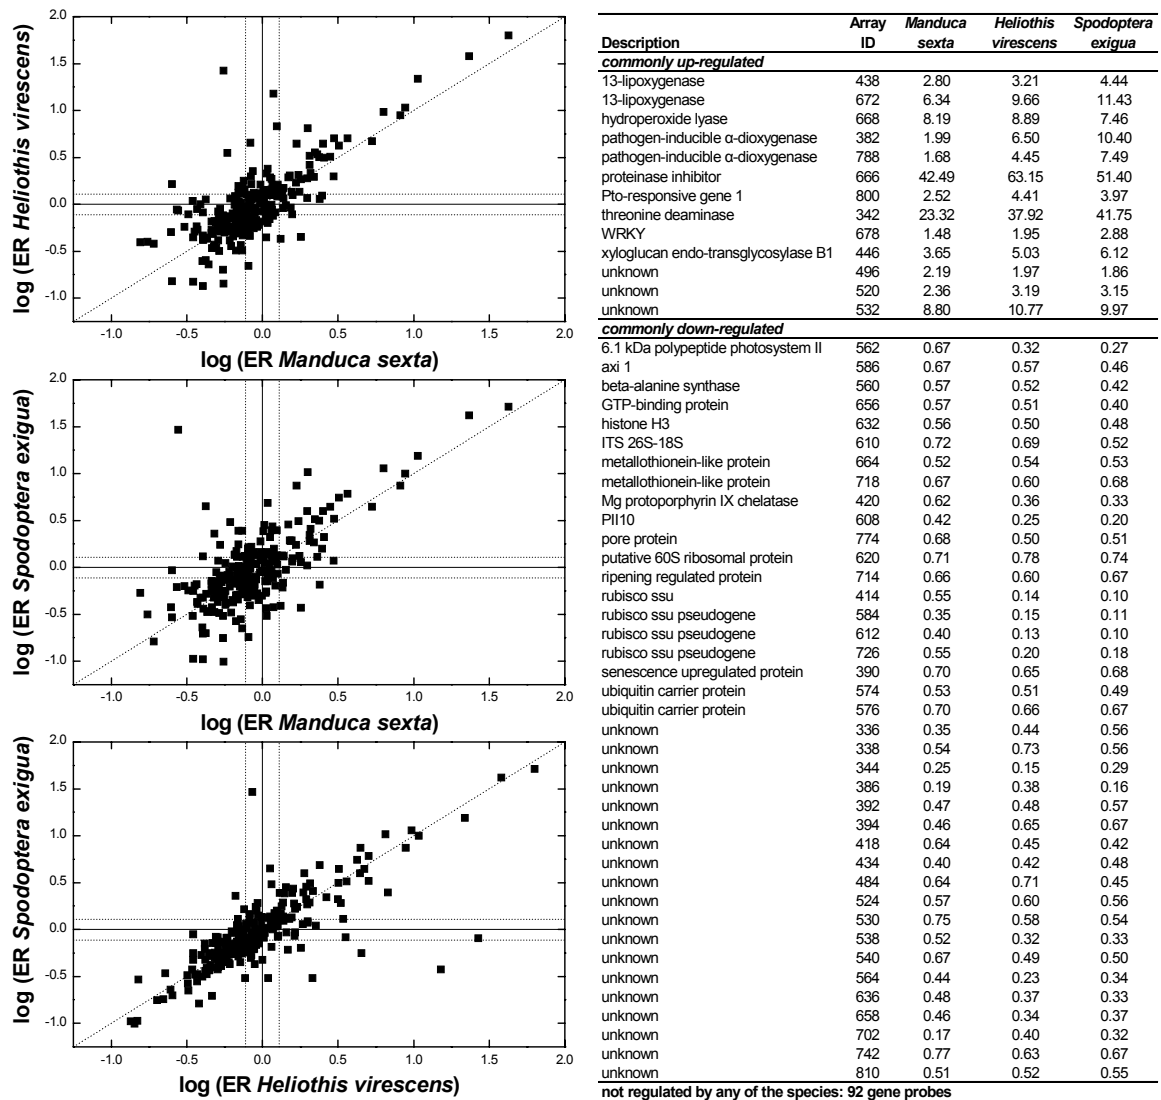 2.0
1.5
1.0
0.5
0.0
-0.5
-1.0
log (ER Heliothis virescens)
-1.0 -0.5 0.0 0.5 1.0 1.5 2.0
log (ER Manduca sexta)
2.0
1.5
1.0
0.5
0.0
-0.5
-1.0
log (ER Spodoptera exigua)
-1.0 -0.5 0.0 0.5 1.0 1.5 2.0
log (ER Manduca sexta)
2.0
1.5
1.0
0.5
0.0
-0.5
-1.0
log (ER Spodoptera exigua)
-1.0 -0.5 0.0 0.5 1.0 1.5 2.0
log (ER Heliothis virescens)
Array Manduca Heliothis Spodoptera
Description ID sexta virescens exigua
commonly up-regulated
13-lipoxygenase 438 2.80 3.21 4.44
13-lipoxygenase 672 6.34 9.66 11.43
hydroperoxide lyase 668 8.19 8.89 7.46
pathogen-inducible α-dioxygenase 382 1.99 6.50 10.40
pathogen-inducible α-dioxygenase 788 1.68 4.45 7.49
proteinase inhibitor 666 42.49 63.15 51.40
Pto-responsive gene 1 800 2.52 4.41 3.97
threonine deaminase 342 23.32 37.92 41.75
WRKY 678 1.48 1.95 2.88
xyloglucan endo-transglycosylase B1 446 3.65 5.03 6.12
unknown 496 2.19 1.97 1.86
unknown 520 2.36 3.19 3.15
unknown 532 8.80 10.77 9.97
commonly down-regulated
6.1 kDa polypeptide photosystem II 562 0.67 0.32 0.27
axi 1 586 0.67 0.57 0.46
beta-alanine synthase 560 0.57 0.52 0.42
GTP-binding protein 656 0.57 0.51 0.40
histone H3 632 0.56 0.50 0.48
ITS 26S-18S 610 0.72 0.69 0.52
metallothionein-like protein 664 0.52 0.54 0.53
metallothionein-like protein 718 0.67 0.60 0.68
Mg protoporphyrin IX chelatase 420 0.62 0.36 0.33
PII10 608 0.42 0.25 0.20
pore protein 774 0.68 0.50 0.51
putative 60S ribosomal protein 620 0.71 0.78 0.74
ripening regulated protein 714 0.66 0.60 0.67
rubisco ssu 414 0.55 0.14 0.10
rubisco ssu pseudogene 584 0.35 0.15 0.11
rubisco ssu pseudogene 612 0.40 0.13 0.10
rubisco ssu pseudogene 726 0.55 0.20 0.18
senescence upregulated protein 390 0.70 0.65 0.68
ubiquitin carrier protein 574 0.53 0.51 0.49
ubiquitin carrier protein 576 0.70 0.66 0.67
unknown 336 0.35 0.44 0.56
unknown 338 0.54 0.73 0.56
unknown 344 0.25 0.15 0.29
unknown 386 0.19 0.38 0.16
unknown 392 0.47 0.48 0.57
unknown 394 0.46 0.65 0.67
unknown 418 0.64 0.45 0.42
unknown 434 0.40 0.42 0.48
unknown 484 0.64 0.71 0.45
unknown 524 0.57 0.60 0.56
unknown 530 0.75 0.58 0.54
unknown 538 0.52 0.32 0.33
unknown 540 0.67 0.49 0.50
unknown 564 0.44 0.23 0.34
unknown 636 0.48 0.37 0.33
unknown 658 0.46 0.34 0.37
unknown 702 0.17 0.40 0.32
unknown 742 0.77 0.63 0.67
unknown 810 0.51 0.52 0.55
not regulated by any of the species: 92 gene probes